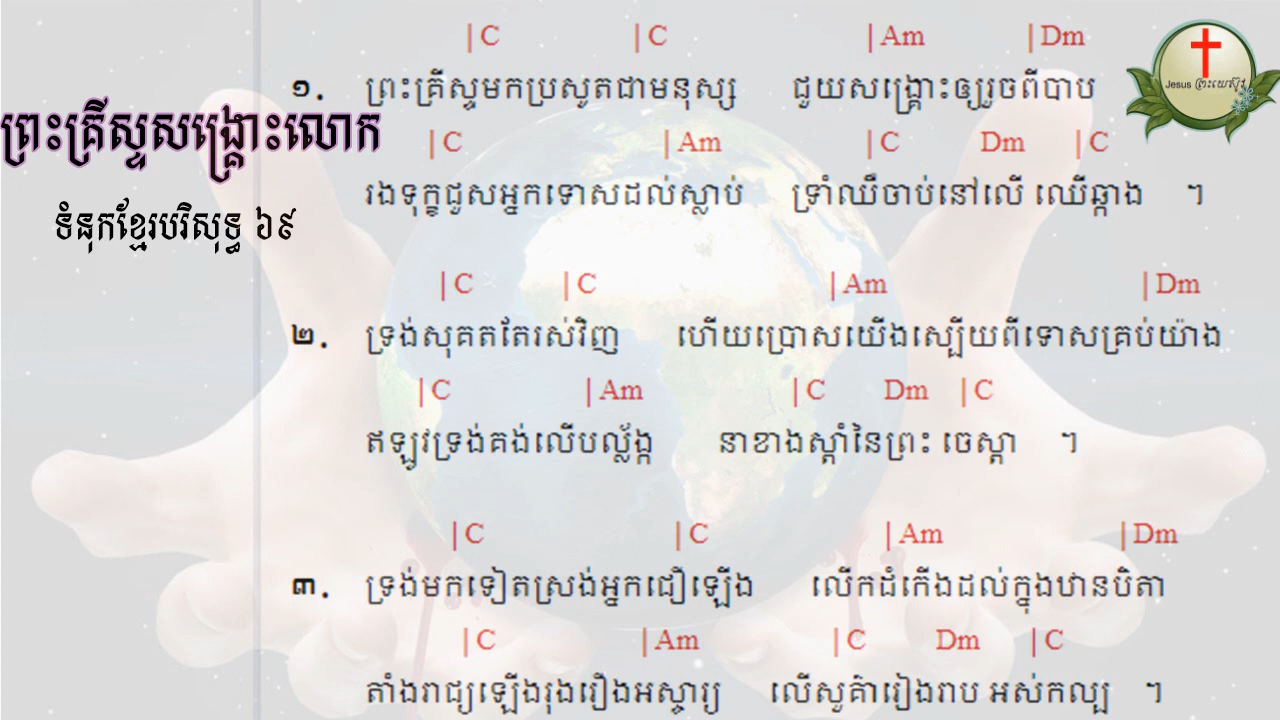 ព្រះគ្រីស្ទសង្គ្រោះលោក
ទំនុកខ្មែរបរិសុទ្ធ ៦៩
Jesus ព្រះយេស៊ូវ
|C |C |Am |Dm
១. ព្រះគ្រីស្ទមកប្រសូតជាមនុស្ស ជួយសង្គ្រោះឲ្យរួចពីបាប
|C |Am |C Dm |C
រងទុក្ខជួសអ្នកទោសដល់ស្លាប់ ទ្រាំឈឺចាប់នៅលើ ឈើឆ្កាង ។
|C |C |Am |Dm
២. ទ្រង់សុគតតែរស់វិញ ហើយប្រោសយើងស្បើយពីទោសគ្រប់យ៉ាង
|C |Am |C Dm |C
ឥឡូវទ្រង់គង់លើបល្ល័ង្ក នាខាងស្តាំនៃព្រះ ចេស្តា ។
|C |C |Am |Dm
៣. ទ្រង់មកទៀតស្រង់អ្នកជឿឡើង លើកដំកើងដល់ក្នុងឋានបិតា
|C |Am |C Dm |C
តាំងរាជ្យឡើងរុងរឿងអស្ចារ្យ លើសួគ៌ារៀងរាប អស់កល្ប ។